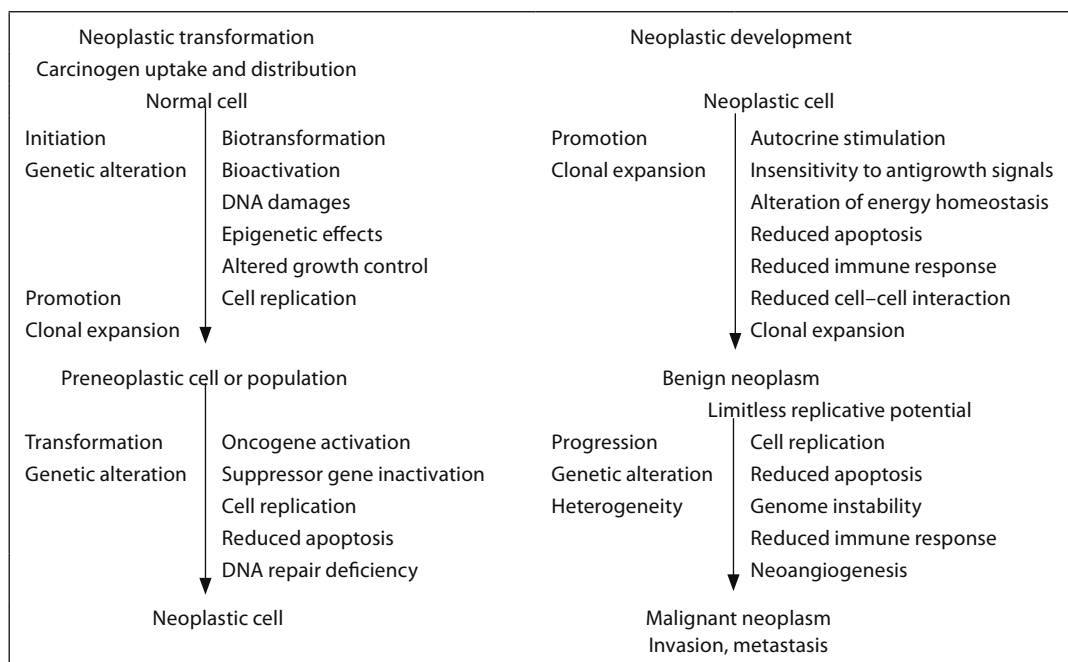 Neoplastic transformation
Carcinogen uptake and distribution
Normal cell
Initiation
Genetic alteration
Biotransformation
Bioactivation
DNA damages
Epigenetic effects
Altered growth control
Promotion
Clonal expansion
Cell replication
Preneoplastic cell or population
Transformation
Genetic alteration
Oncogene activation
Suppressor gene inactivation
Cell replication
Reduced apoptosis
DNA repair deficiency
Neoplastic cell
Neoplastic development
Neoplastic cell
Promotion
Clonal expansion
Autocrine stimulation
Insensitivity to antigrowth signals
Alteration of energy homeostasis
Reduced apoptosis
Reduced immune response
Reduced cell–cell interaction
Clonal expansion
Benign neoplasm
Limitless replicative potential
Progression
Genetic alteration
Heterogeneity
Cell replication
Reduced apoptosis
Genome instability
Reduced immune response
Neoangiogenesis
Malignant neoplasm
Invasion, metastasis